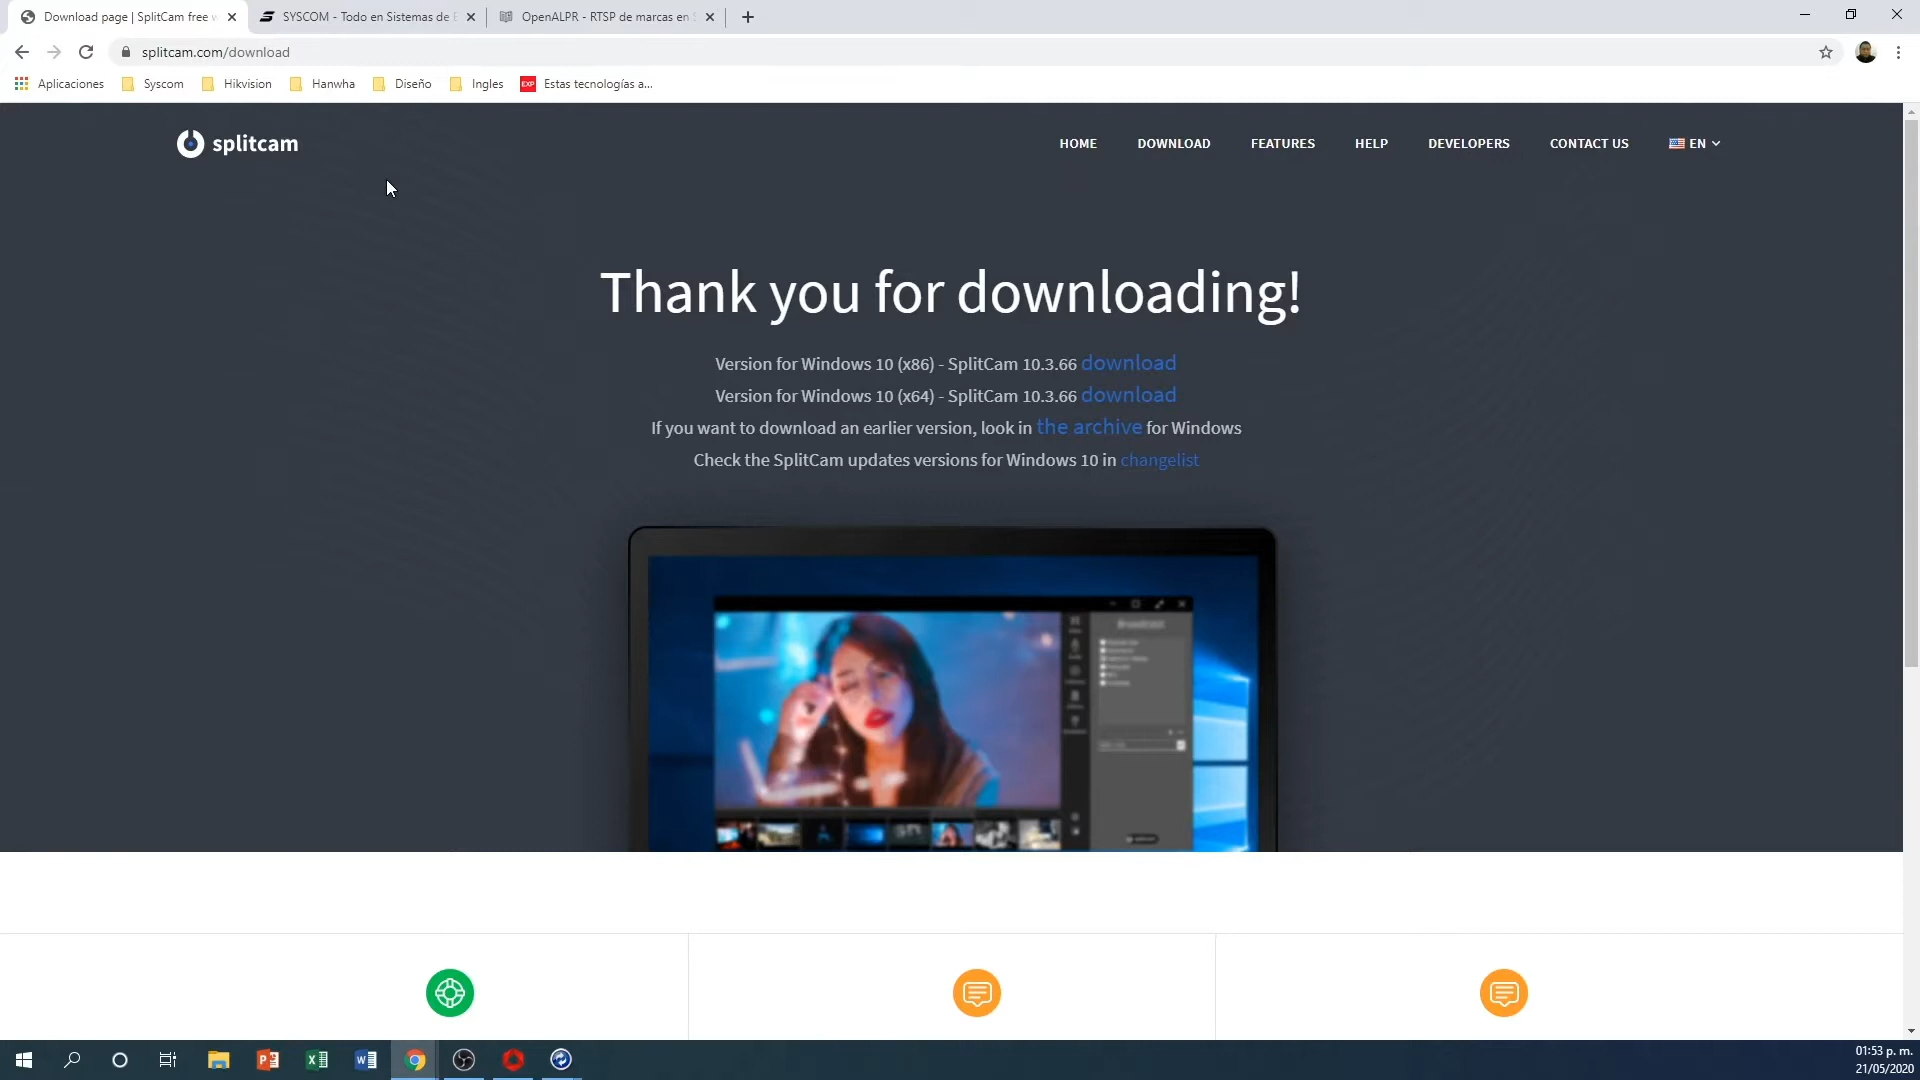 Download page | SplitCam free
SYSCOM - Todo en Sistemas de
OpenALPR - RTSP de marcas en
splitcam.com/download
Aplicaciones
Syscom
Hikvision
Hanwha
Diseño
Ingles
EXP
Estas tecnologías a...
splitcam
HOME
DOWNLOAD
FEATURES
HELP
DEVELOPERS
CONTACT US
EN
Thank you for downloading!
Version for Windows 10 (x86) - SplitCam 10.3.66 download
Version for Windows 10 (x64) - SplitCam 10.3.66 download
If you want to download an earlier version, look in the archive for Windows
Check the SplitCam updates versions for Windows 10 in changelist
01:53 p. m.
21/05/2020